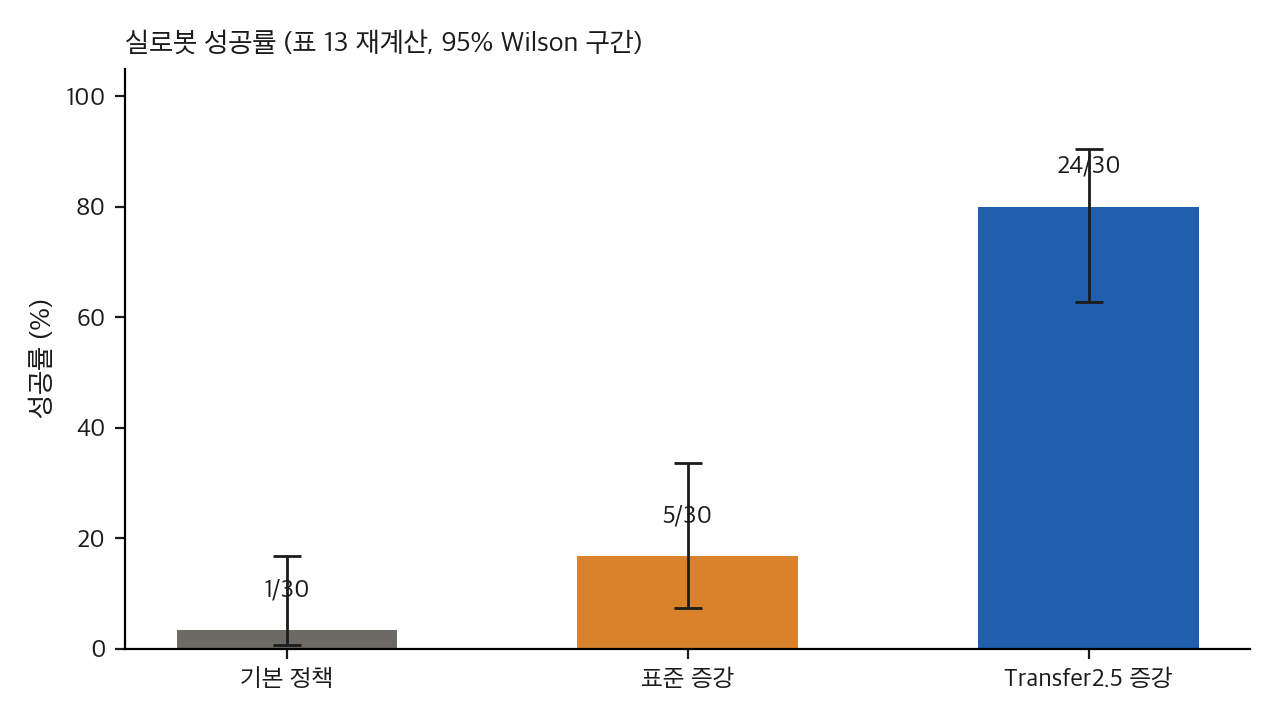 실로봇 성공률 (표 13 재계산, 95% Wilson 구간)
성공률 (%)
100
80
60
40
20
0
1/30
5/30
24/30
기본 정책
표준 증강
Transfer2.5 증강